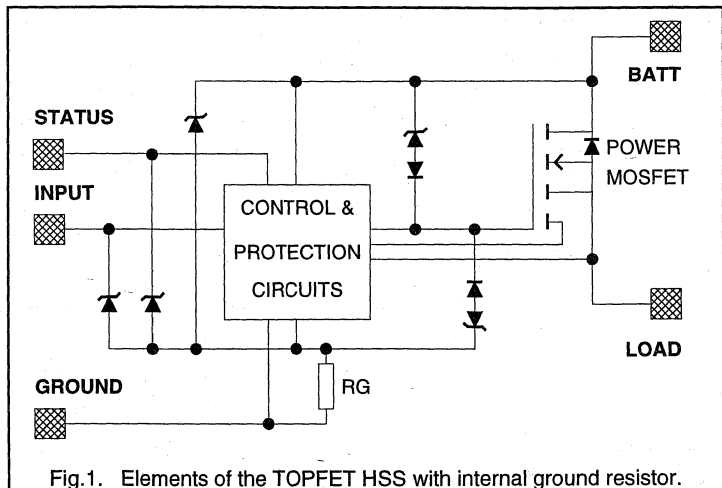 BATT
STATUS
POWER
MOSFET
INPUT
CONTROL &
PROTECTION
CIRCUITS
LOAD
GROUND
RG
Fig.1. Elements of the TOPFET HSS with internal ground resistor.